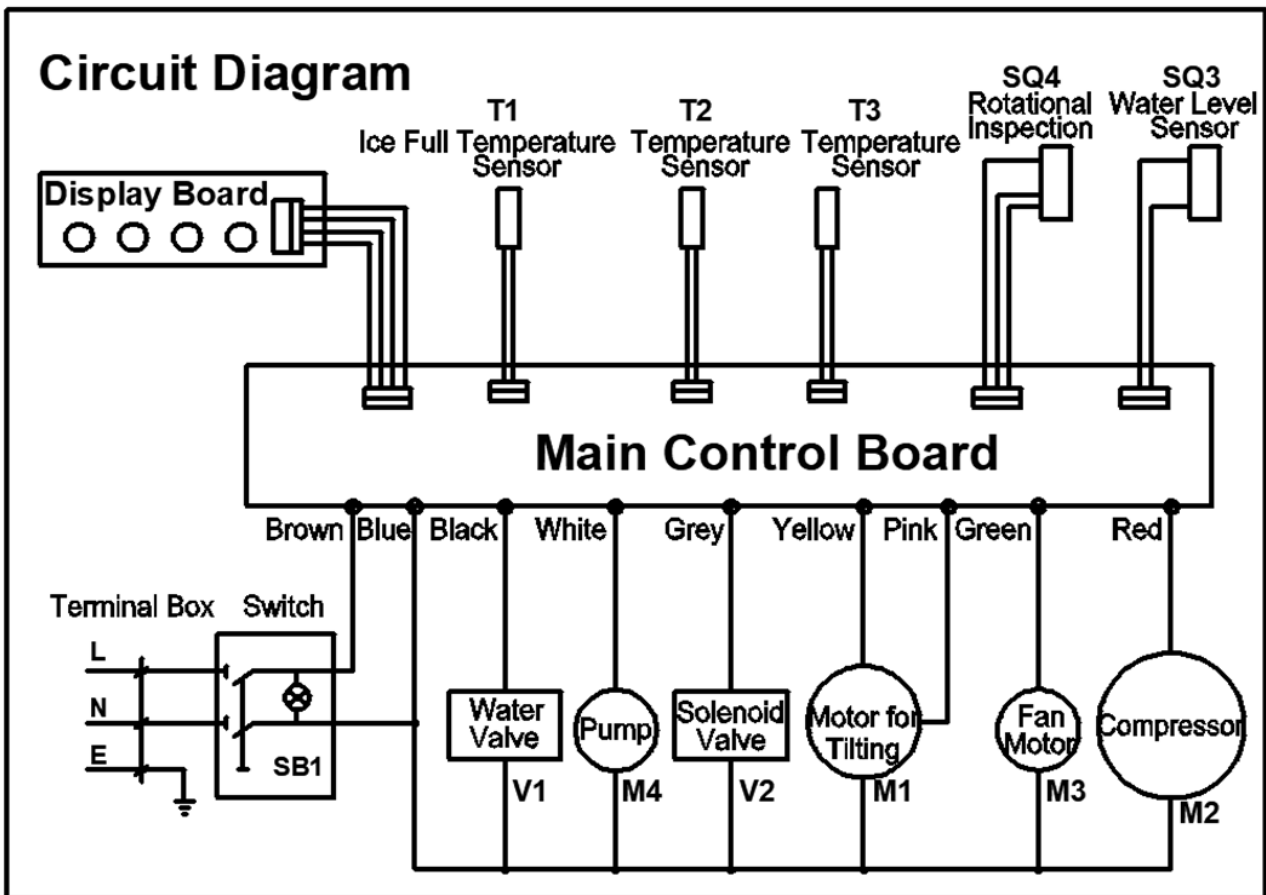 Circuit Diagram
SQ4
Rotational
Inspection
SQ3
Water Level
Sensor
T1
Ice Full Temperature
Sensor
T2
Temperature
Sensor
T3
Temperature
Sensor
Display Board
Main Control Board
Brown
Blue
Black
White
Grey
Yellow
Pink
Green
Red
Terminal Box
Switch
L
N
E
SB1
Water
Valve
V1
Pump
M4
Solenoid
Valve
V2
Motor for
Tilting
M1
Fan
Motor
M3
Compressor
M2